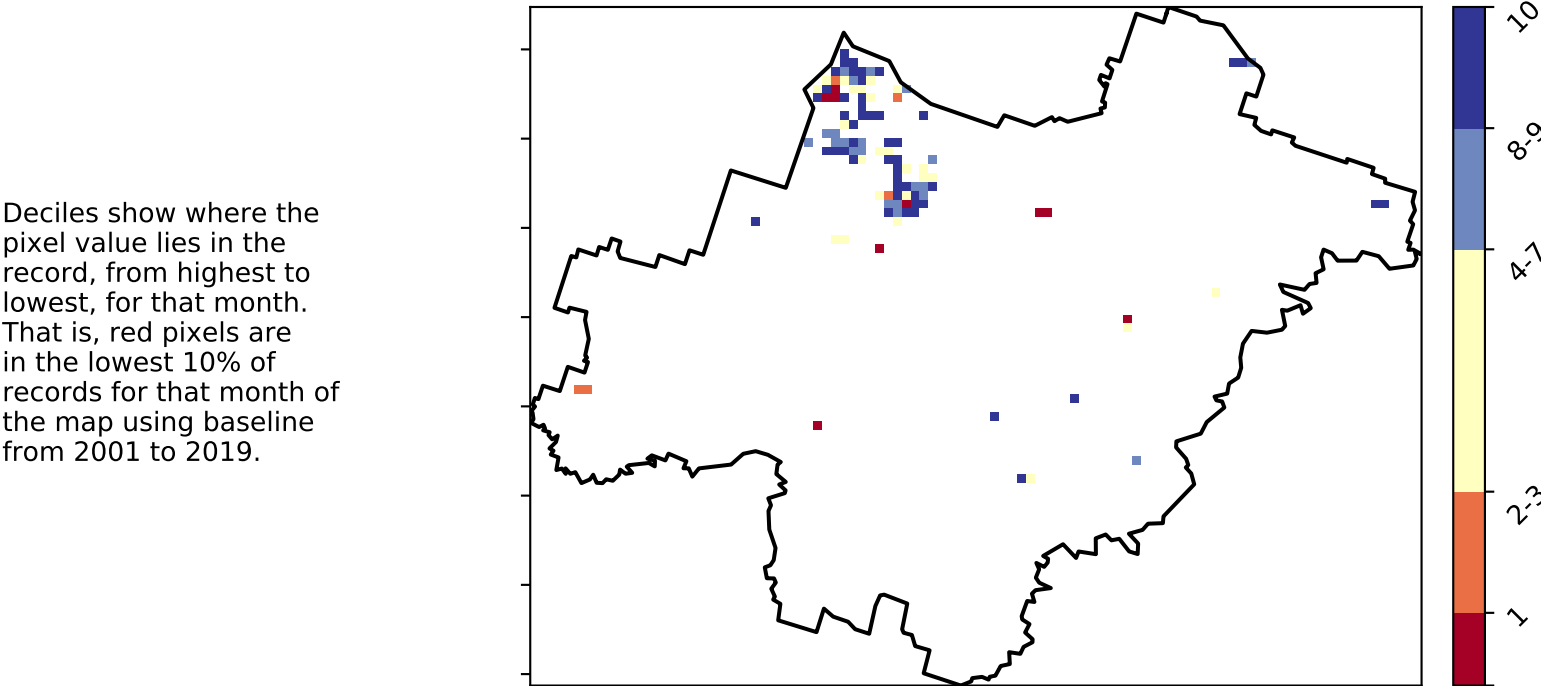 Deciles show where the
pixel value lies in the
record, from highest to
lowest, for that month.
That is, red pixels are
in the lowest 10% of
records for that month of
the map using baseline
from 2001 to 2019.
10
8-9
4-7
2-3
1